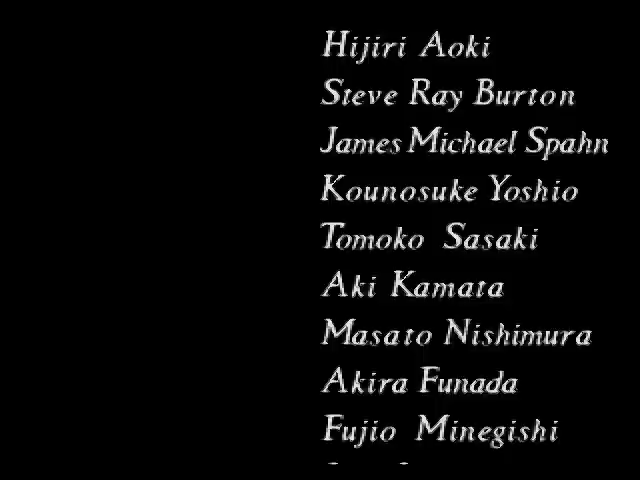 Hijiri Aoki
Steve Ray Burton
James Michael Spahn
Kounosuke Yoshio
Tomoko Sasaki
Aki Kamata
Masato Nishimura
Akira Funada
Fujio Minegishi